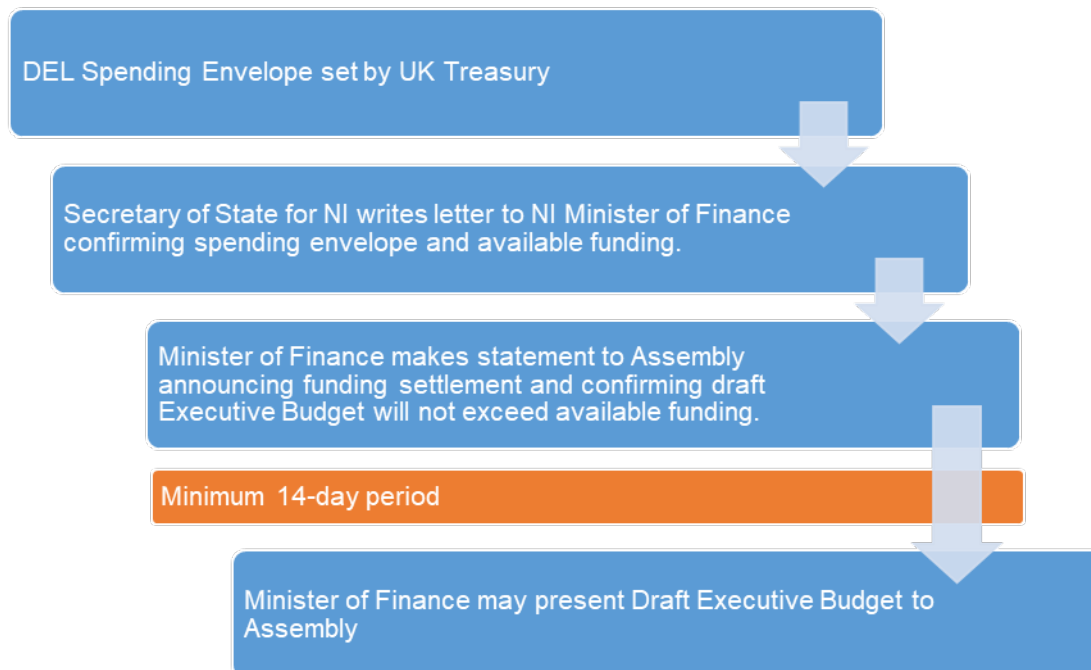 DEL Spending Envelope set by UK Treasury
Secretary of State for NI writes letter to NI Minister of Finance
confirming spending envelope and available funding.
Minister of Finance makes statement to Assembly
announcing funding settlement and confirming draft
Executive Budget will not exceed available funding.
Minimum 14-day period
Minister of Finance may present Draft Executive Budget to
Assembly